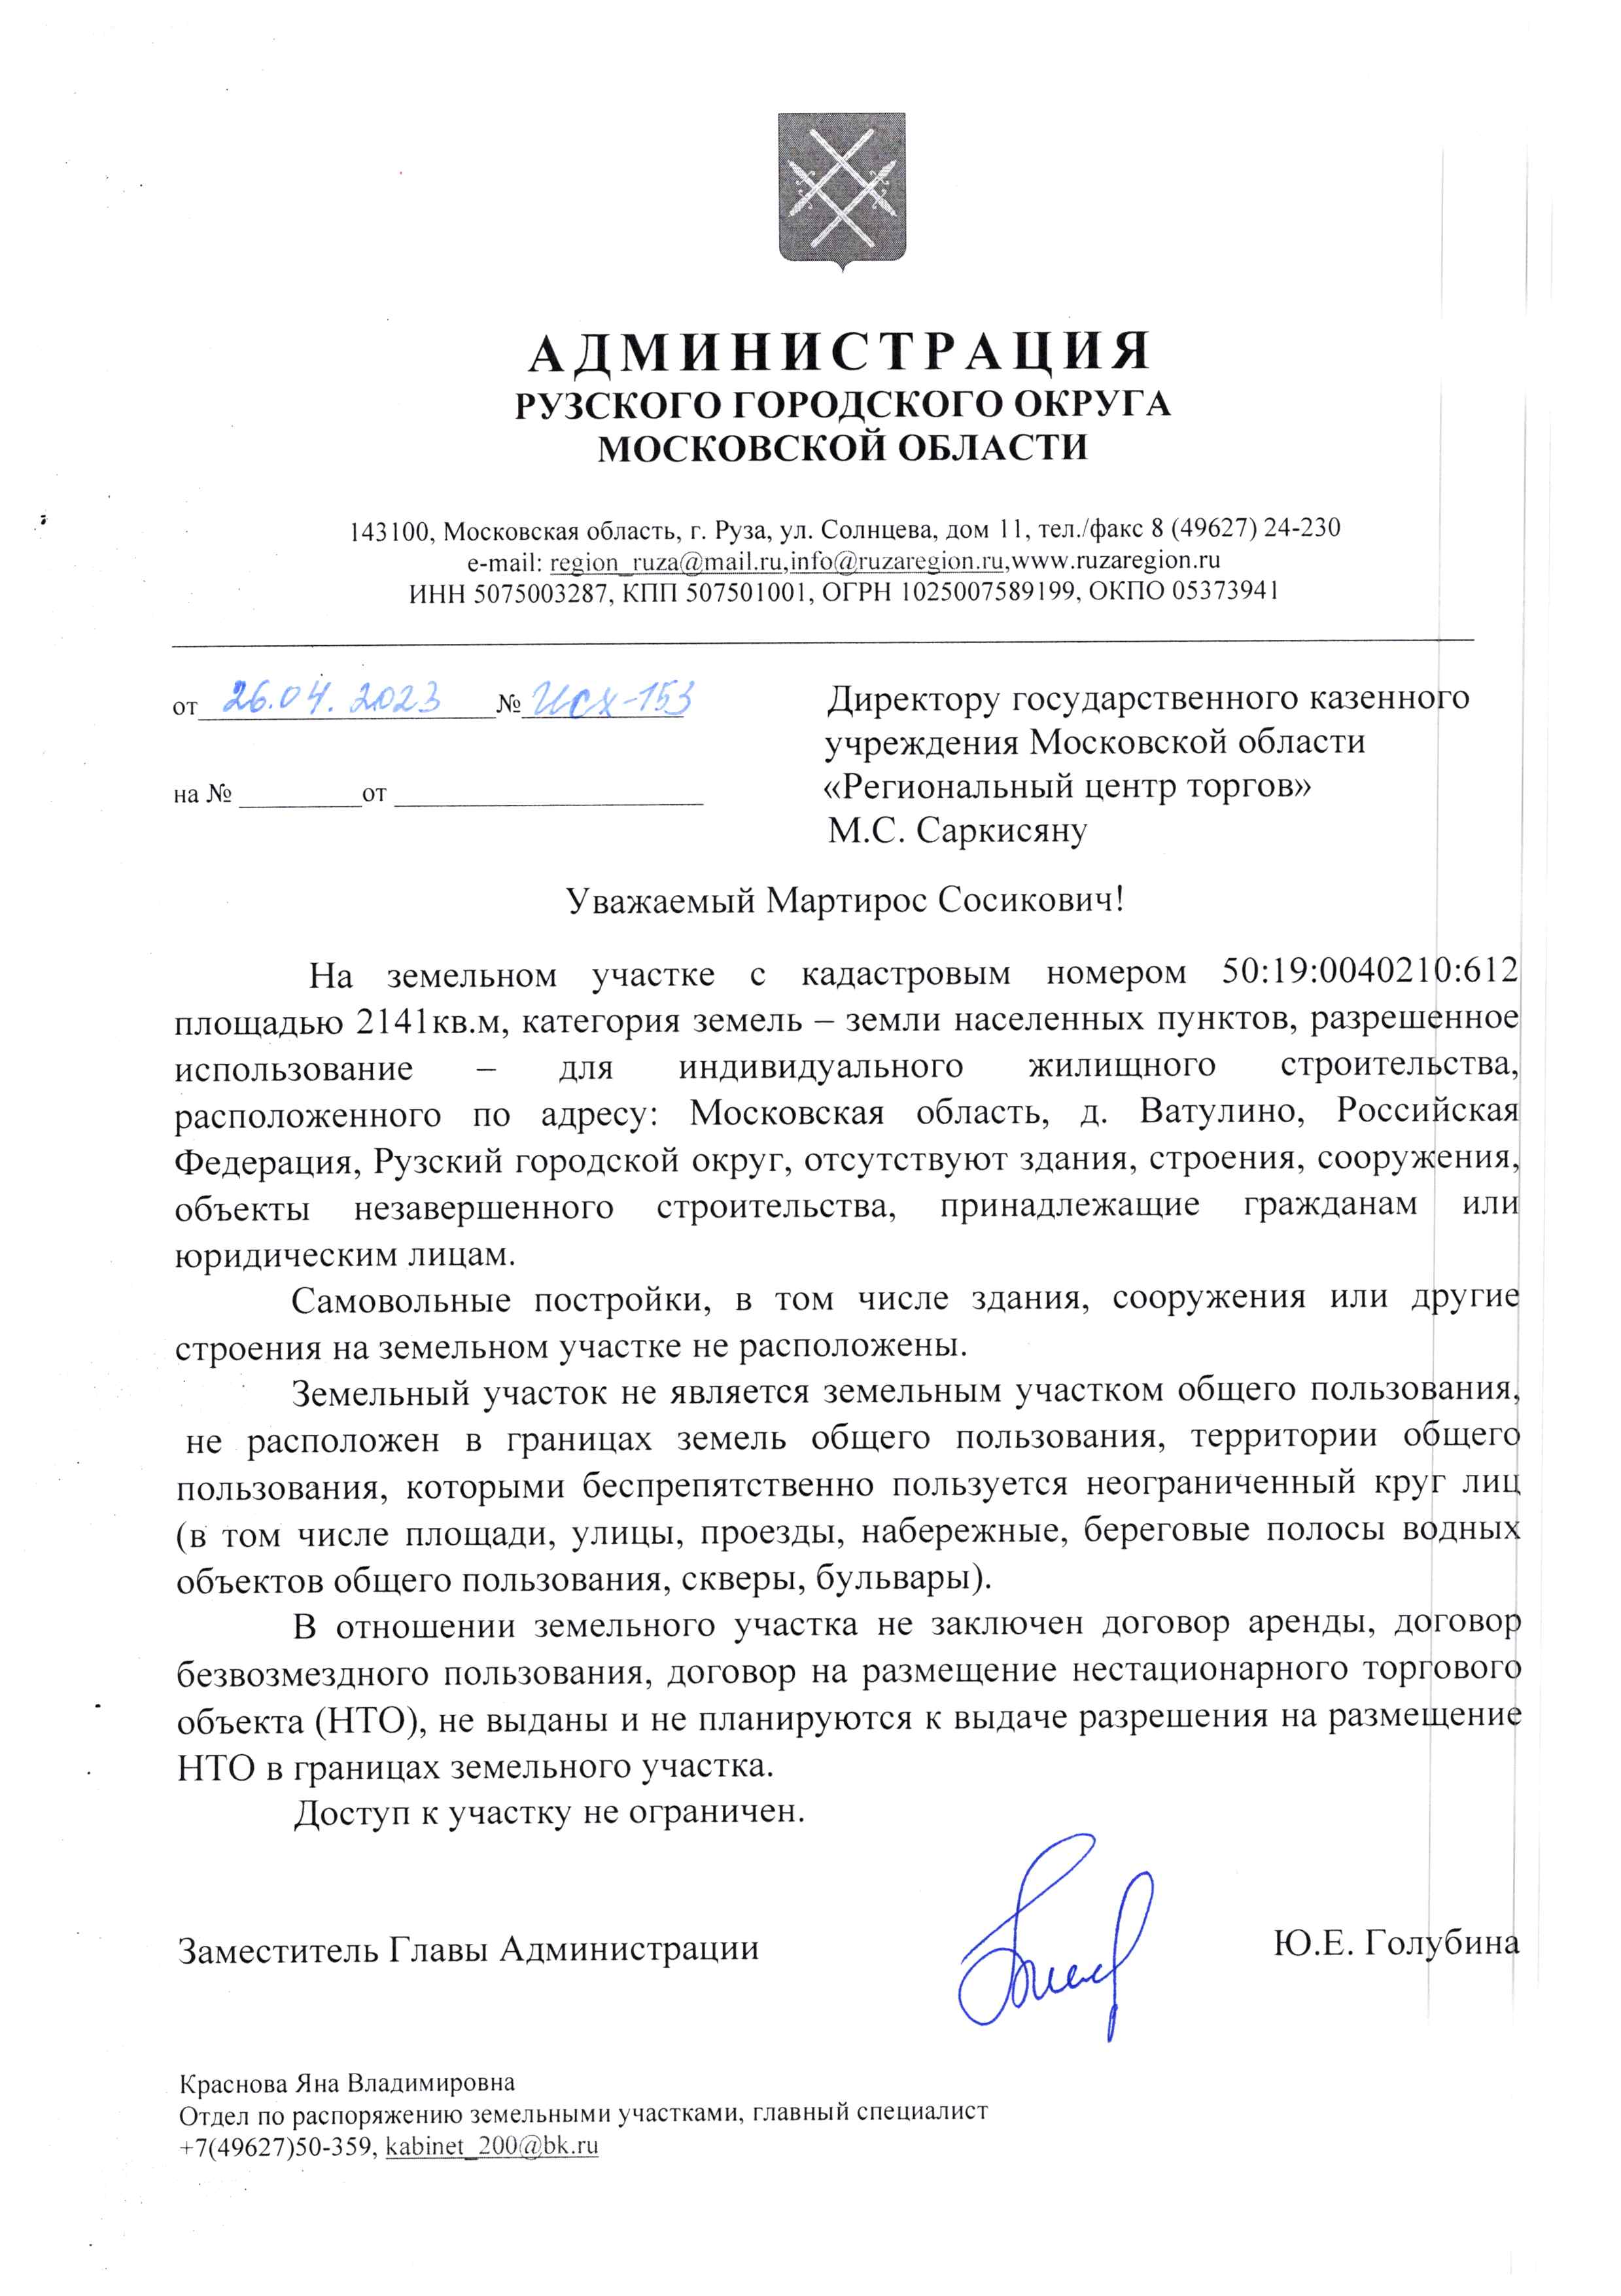 АДМИНИСТРАЦИЯ
РУЗСКОГО ГОРОДСКОГО ОКРУГА
МОСКОВСКОЙ ОБЛАСТИ
143100, Московская область, г. Руза, ул. Солнцева, дом 11, тел./факс 8 (49627) 24-230
e-mail: region_ruza@mail.ru,info@ruzaregion.ru,www.ruzaregion.ru
ИНН 5075003287, КПП 507501001, ОГРН 1025007589199, ОКПО 05373941
от 26.04.2023 № Исх-153
на № __________от ________________________
Директору государственного казенного
учреждения Московской области
«Региональный центр торгов»
М.С. Саркисяну
Уважаемый Мартирос Сосикович!
На земельном участке с кадастровым номером 50:19:0040210:612
площадью 2141кв.м, категория земель – земли населенных пунктов, разрешенное
использование – для индивидуального жилищного строительства,
расположенного по адресу: Московская область, д. Ватулино, Российская
Федерация, Рузский городской округ, отсутствуют здания, строения, сооружения,
объекты незавершенного строительства, принадлежащие гражданам или
юридическим лицам.
Самовольные постройки, в том числе здания, сооружения или другие
строения на земельном участке не расположены.
Земельный участок не является земельным участком общего пользования,
не расположен в границах земель общего пользования, территории общего
пользования, которыми беспрепятственно пользуется неограниченный круг лиц
(в том числе площади, улицы, проезды, набережные, береговые полосы водных
объектов общего пользования, скверы, бульвары).
В отношении земельного участка не заключен договор аренды, договор
безвозмездного пользования, договор на размещение нестационарного торгового
объекта (НТО), не выданы и не планируются к выдаче разрешения на размещение
НТО в границах земельного участка.
Доступ к участку не ограничен.
Заместитель Главы Администрации Ю.Е. Голубина
Краснова Яна Владимировна
Отдел по распоряжению земельными участками, главный специалист
+7(49627)50-359, kabinet_200@bk.ru